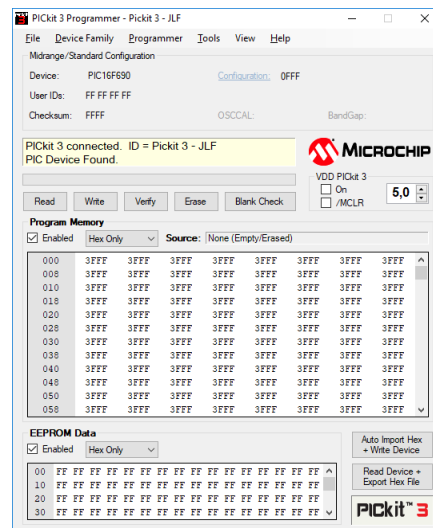 PICkit 3 Programmer - Pickit 3 - JLF
File Device Family Programmer Tools View Help
Midrange/Standard Configuration
Device: PIC16F690 Configuration: 0FFF
User IDs: FF FF FF FF
Checksum: FFFF OSCCAL: BandGap:
PICkit 3 connected. ID = Pickit 3 - JLF
PIC Device Found.
MICROCHIP
VDD PICkit 3
On
/MCLR
5,0
Read Write Verify Erase Blank Check
Program Memory
Enabled Hex Only Source: None (Empty/Erased)
000 3FFF 3FFF 3FFF 3FFF 3FFF 3FFF 3FFF 3FFF
008 3FFF 3FFF 3FFF 3FFF 3FFF 3FFF 3FFF 3FFF
010 3FFF 3FFF 3FFF 3FFF 3FFF 3FFF 3FFF 3FFF
018 3FFF 3FFF 3FFF 3FFF 3FFF 3FFF 3FFF 3FFF
020 3FFF 3FFF 3FFF 3FFF 3FFF 3FFF 3FFF 3FFF
028 3FFF 3FFF 3FFF 3FFF 3FFF 3FFF 3FFF 3FFF
030 3FFF 3FFF 3FFF 3FFF 3FFF 3FFF 3FFF 3FFF
038 3FFF 3FFF 3FFF 3FFF 3FFF 3FFF 3FFF 3FFF
040 3FFF 3FFF 3FFF 3FFF 3FFF 3FFF 3FFF 3FFF
048 3FFF 3FFF 3FFF 3FFF 3FFF 3FFF 3FFF 3FFF
050 3FFF 3FFF 3FFF 3FFF 3FFF 3FFF 3FFF 3FFF
058 3FFF 3FFF 3FFF 3FFF 3FFF 3FFF 3FFF 3FFF
EEPROM Data
Enabled Hex Only
00 FF FF FF FF FF FF FF FF FF FF FF FF FF FF FF FF
10 FF FF FF FF FF FF FF FF FF FF FF FF FF FF FF FF
20 FF FF FF FF FF FF FF FF FF FF FF FF FF FF FF FF
30 FF FF FF FF FF FF FF FF FF FF FF FF FF FF FF FF
Auto Import Hex
+ Write Device
Read Device +
Export Hex File
PICkit™ 3